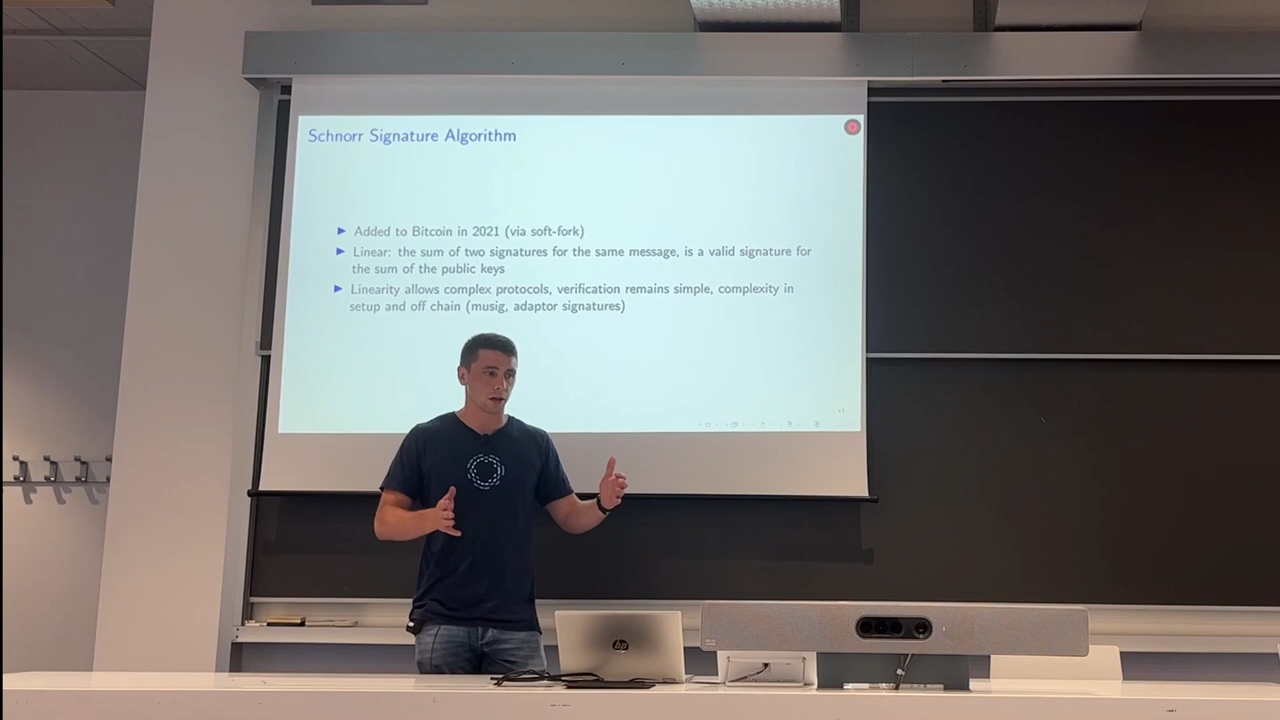 Schnorr Signature Algorithm
Added to Bitcoin in 2021 (via soft-fork)
Linear: the sum of two signatures for the same message, is a valid signature for
the sum of the public keys
Linearity allows complex protocols, verification remains simple, complexity in
setup and off chain (musig, adaptor signatures)
hp